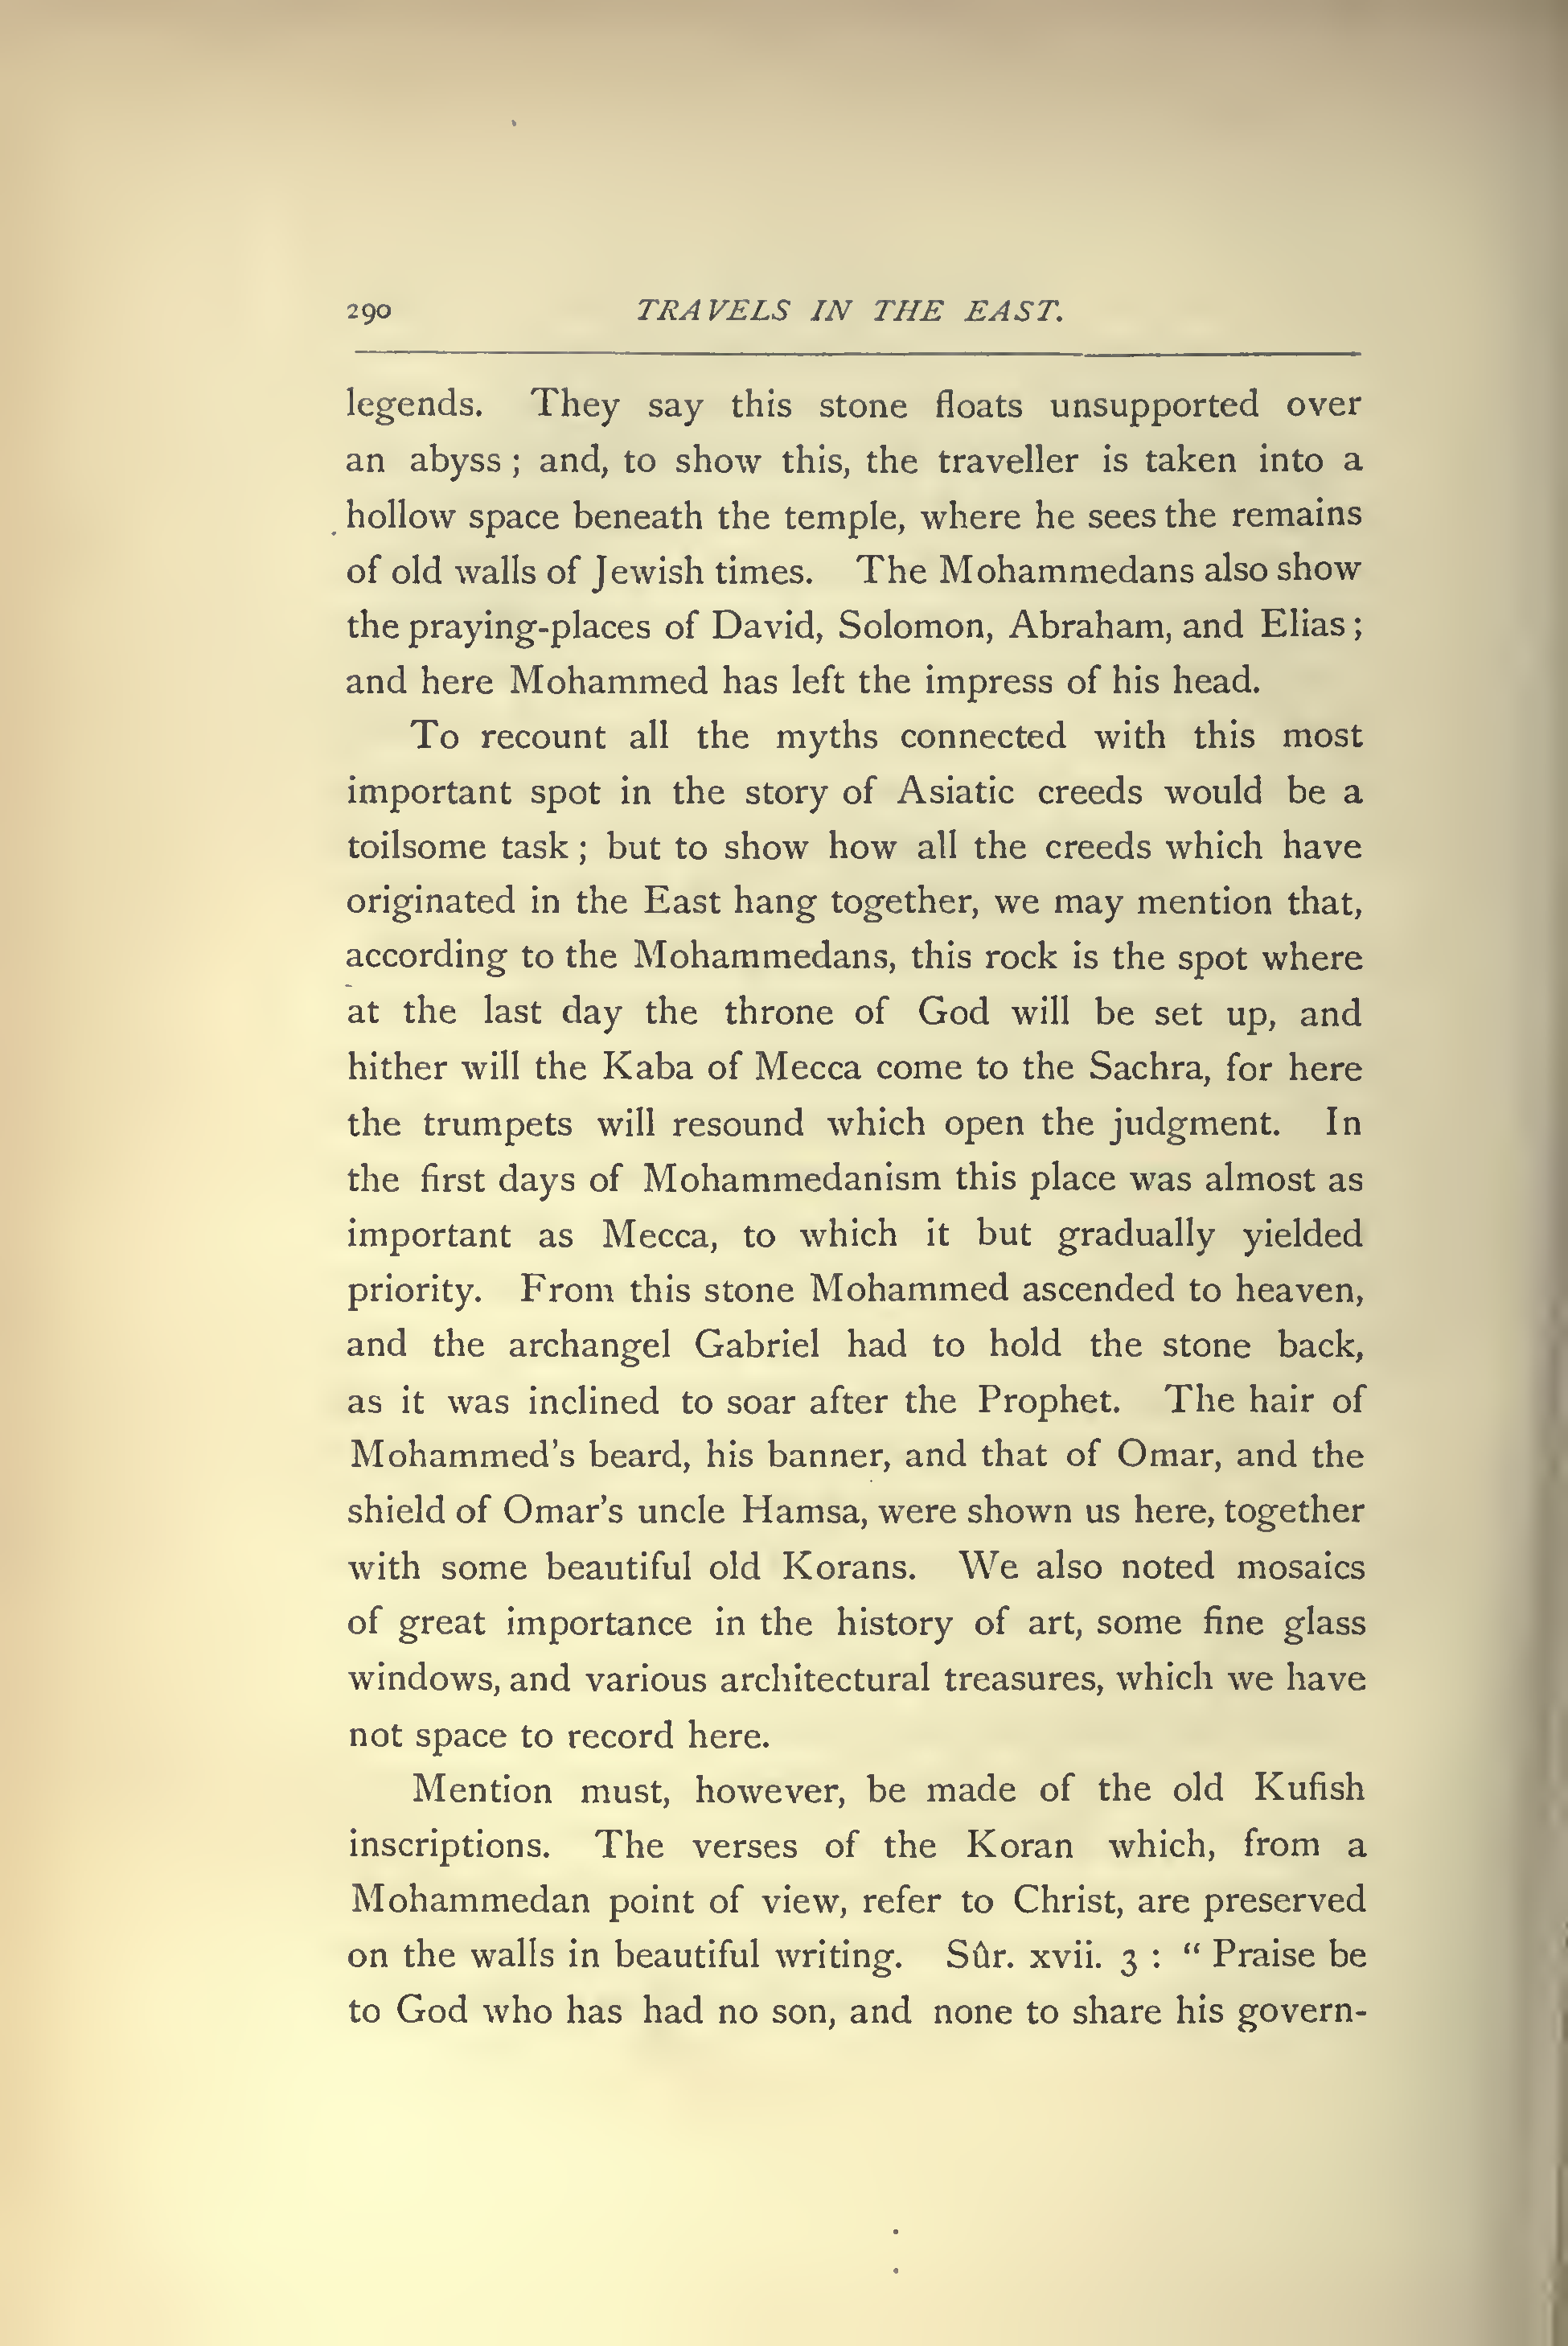 290 TRAVELS IN THE EAST.
legends. They say this stone floats unsupported over
an abyss ; and, to show this, the traveller is taken into a
hollow space beneath the temple, where he sees the remains
of old walls of Jewish times. The Mohammedans also show
the praying-places of David, Solomon, Abraham, and Elias ;
and here Mohammed has left the impress of his head.
To recount all the myths connected with this most
important spot in the story of Asiatic creeds would be a
toilsome task ; but to show how all the creeds which have
originated in the East hang together, we may mention that,
according to the Mohammedans, this rock is the spot where
at the last day the throne of God will be set up, and
hither will the Kaba of Mecca come to the Sachra, for here
the trumpets will resound which open the judgment. In
the first days of Mohammedanism this place was almost as
important as Mecca, to which it but gradually yielded
priority. From this stone Mohammed ascended to heaven,
and the archangel Gabriel had to hold the stone back,
as it was inclined to soar after the Prophet. The hair of
Mohammed's beard, his banner, and that of Omar, and the
shield of Omar's uncle Hamsa, were shown us here, together
with some beautiful old Korans. We also noted mosaics
of great importance in the history of art, some fine glass
windows, and various architectural treasures, which we have
not space to record here.
Mention must, however, be made of the old Kufish
inscriptions. The verses of the Koran which, from a
Mohammedan point of view, refer to Christ, are preserved
on the walls in beautiful writing. Sûr. xvii. 3 : “ Praise be
to God who has had no son, and none to share his govern-